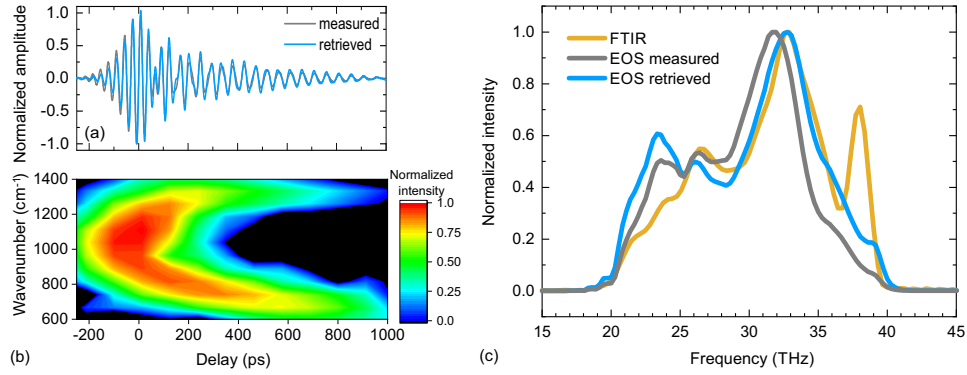 Normalized amplitude
1.0
0.5
0.0
-0.5
-1.0
measured
retrieved
(a)
Wavenumber (cm⁻¹)
1400
1200
1000
800
600
-200 0 200 400 600 800 1000
Delay (ps)
(b)
Normalized
intensity
1.0
0.75
0.50
0.25
0.0
Normalized intensity
1.0
0.8
0.6
0.4
0.2
0.0
FTIR
EOS measured
EOS retrieved
15 20 25 30 35 40 45
Frequency (THz)
(c)